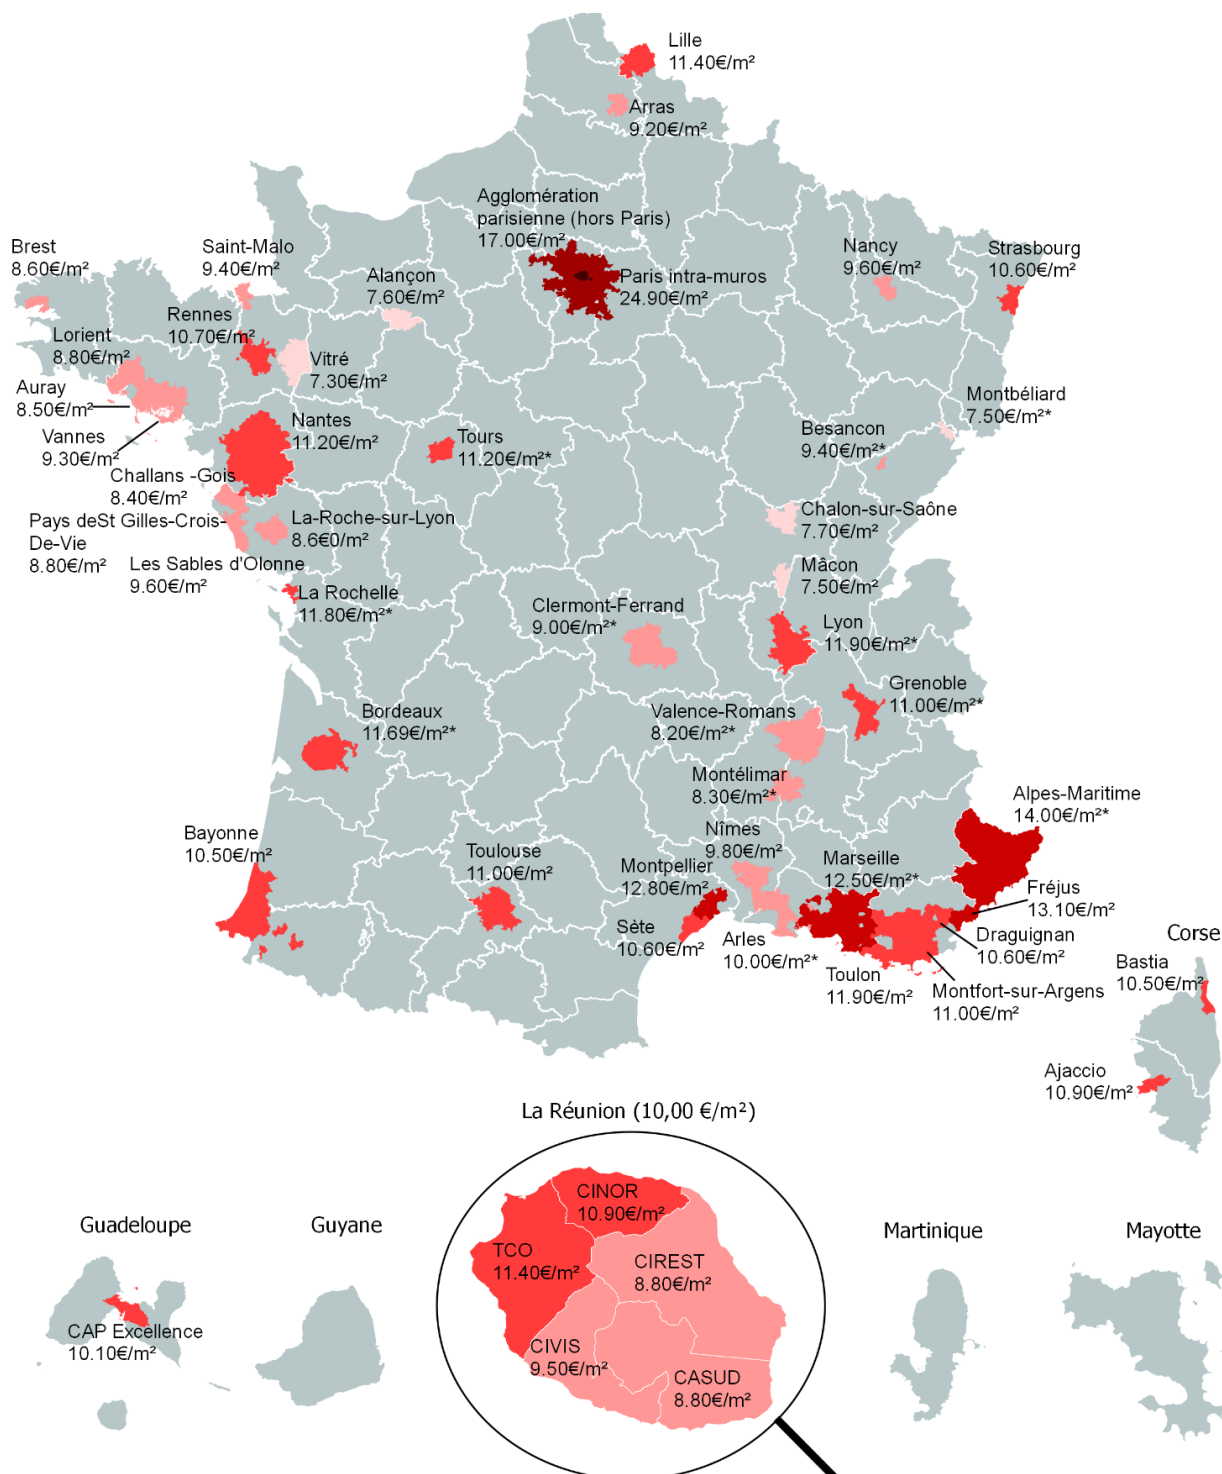 Lille
11.40€/m²
Arras
9.20€/m²
Agglomération
parisienne (hors Paris)
17.00€/m²
Paris intra-muros
24.90€/m²
Nancy
9.60€/m²
Strasbourg
10.60€/m²
Brest
8.60€/m²
Saint-Malo
9.40€/m²
Alançon
7.60€/m²
Rennes
10.70€/m²
Lorient
8.80€/m²
Vitré
7.30€/m²
Auray
8.50€/m²
Vannes
9.30€/m²
Nantes
11.20€/m²
Tours
11.20€/m²*
Montbéliard
7.50€/m²*
Besançon
9.40€/m²*
Challans -Gois
8.40€/m²
Pays deSt Gilles-Crois-
De-Vie
8.80€/m²
La-Roche-sur-Lyon
8.6€0/m²
Les Sables d'Olonne
9.60€/m²
La Rochelle
11.80€/m²*
Chalon-sur-Saône
7.70€/m²
Mâcon
7.50€/m²
Clermont-Ferrand
9.00€/m²*
Lyon
11.90€/m²*
Grenoble
11.00€/m²*
Bordeaux
11.69€/m²*
Valence-Romans
8.20€/m²*
Montélimar
8.30€/m²*
Alpes-Maritime
14.00€/m²*
Bayonne
10.50€/m²
Toulouse
11.00€/m²
Nîmes
9.80€/m²
Montpellier
12.80€/m²
Marseille
12.50€/m²*
Fréjus
13.10€/m²
Sète
10.60€/m²
Arles
10.00€/m²*
Draguignan
10.60€/m²
Toulon
11.90€/m²
Montfort-sur-Argens
11.00€/m²
Corse
Bastia
10.50€/m²
Ajaccio
10.90€/m²
La Réunion (10,00 €/m²)
CINOR
10.90€/m²
TCO
11.40€/m²
CIREST
8.80€/m²
CIVIS
9.50€/m²
CASUD
8.80€/m²
Guadeloupe
CAP Excellence
10.10€/m²
Guyane
Martinique
Mayotte